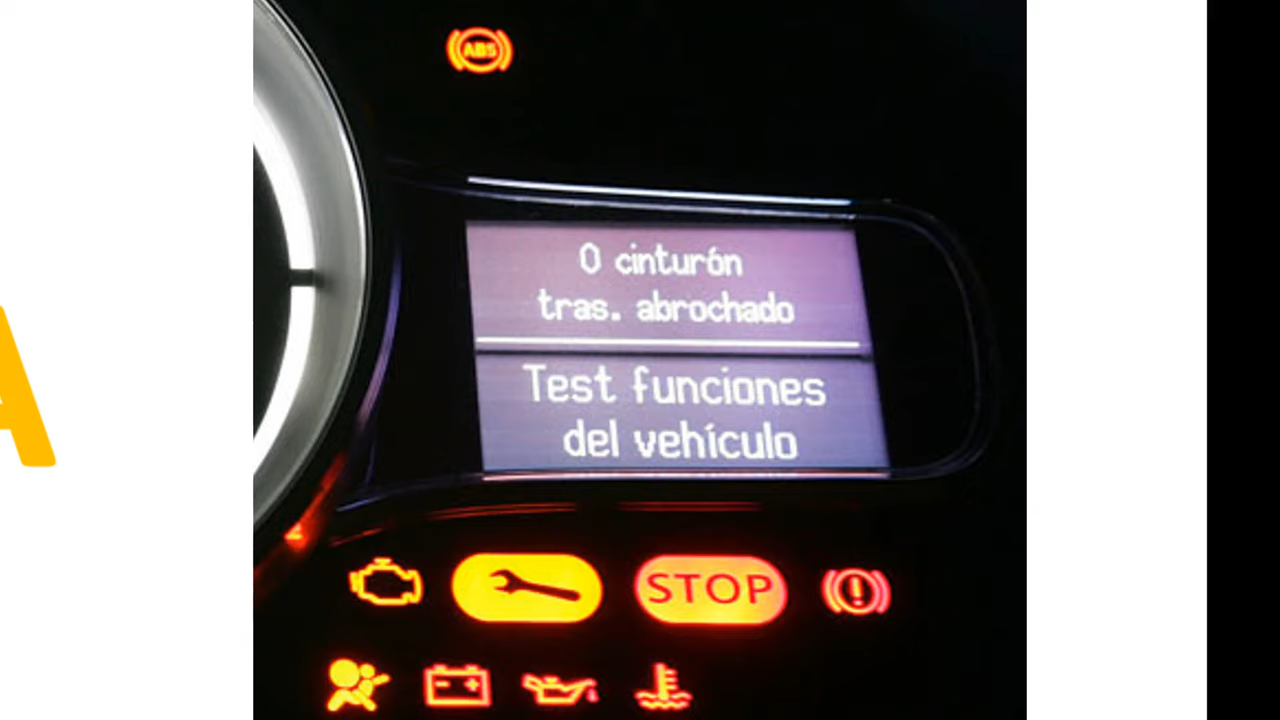 A
ABS
0 cinturón
tras. abrochado
Test funciones
del vehículo
STOP